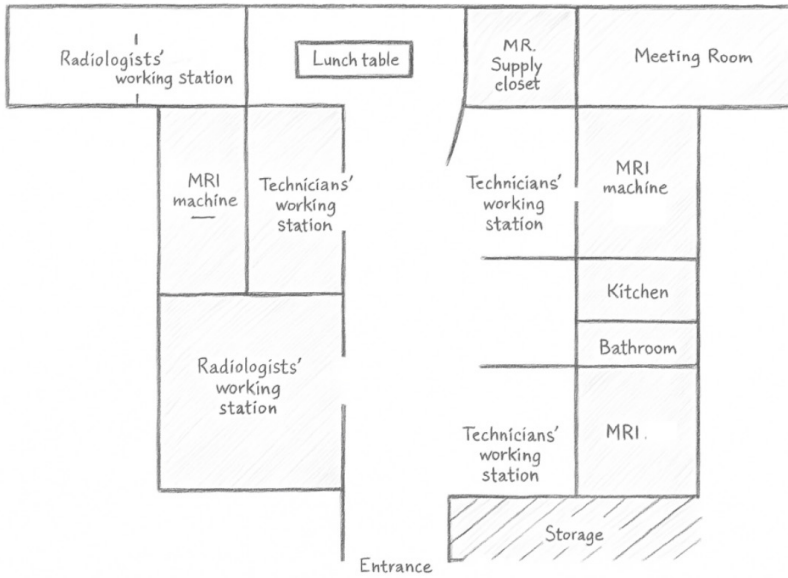 Radiologists'
working station
Lunch table
MR.
Supply
closet
Meeting Room
MRI
machine
Technicians'
working
station
Technicians'
working
station
MRI
machine
Kitchen
Bathroom
Radiologists'
working
station
Technicians'
working
station
MRI.
Storage
Entrance